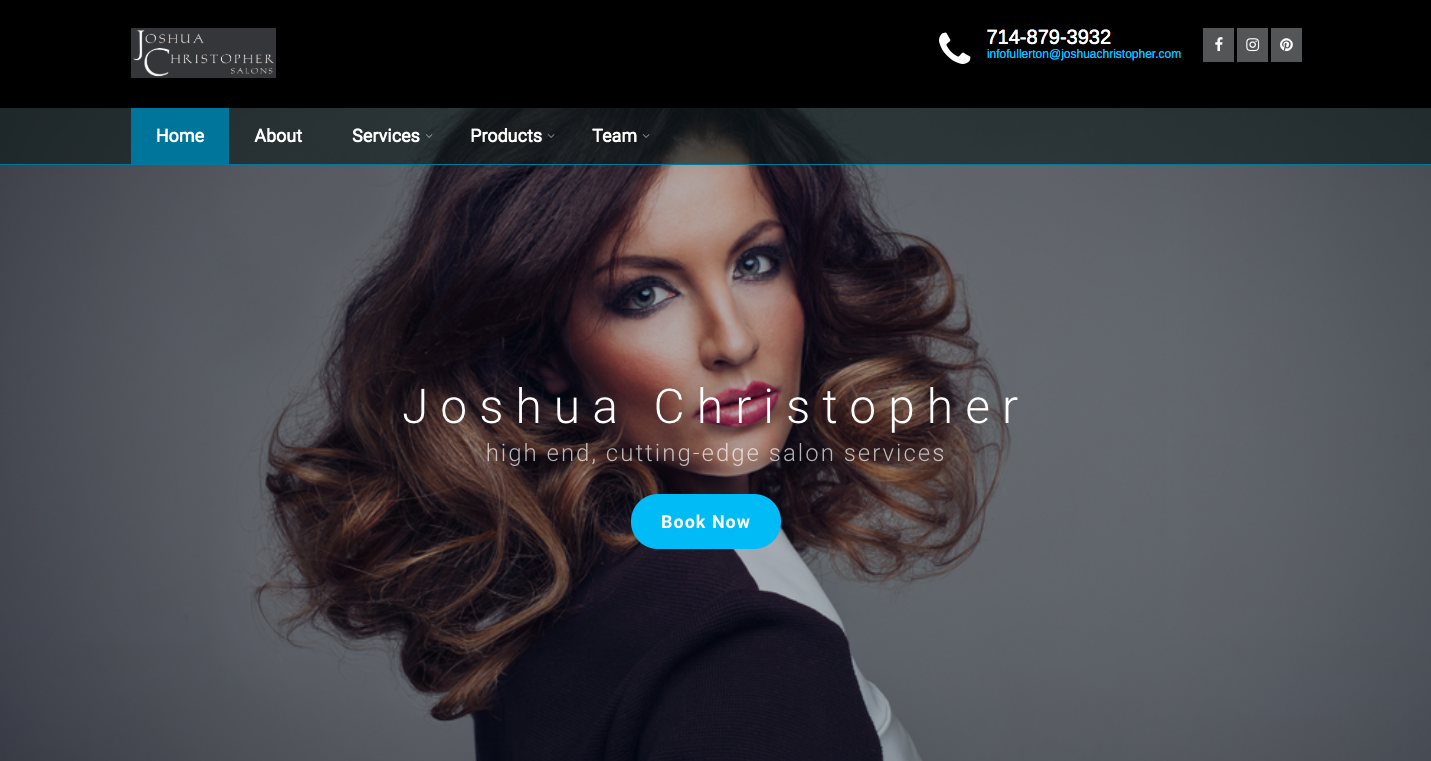 Joshua
Christopher
Salons
714-879-3932
infofullerton@joshuachristopher.com
Home
About
Services
Products
Team
Joshua Christopher
high end, cutting-edge salon services
Book Now